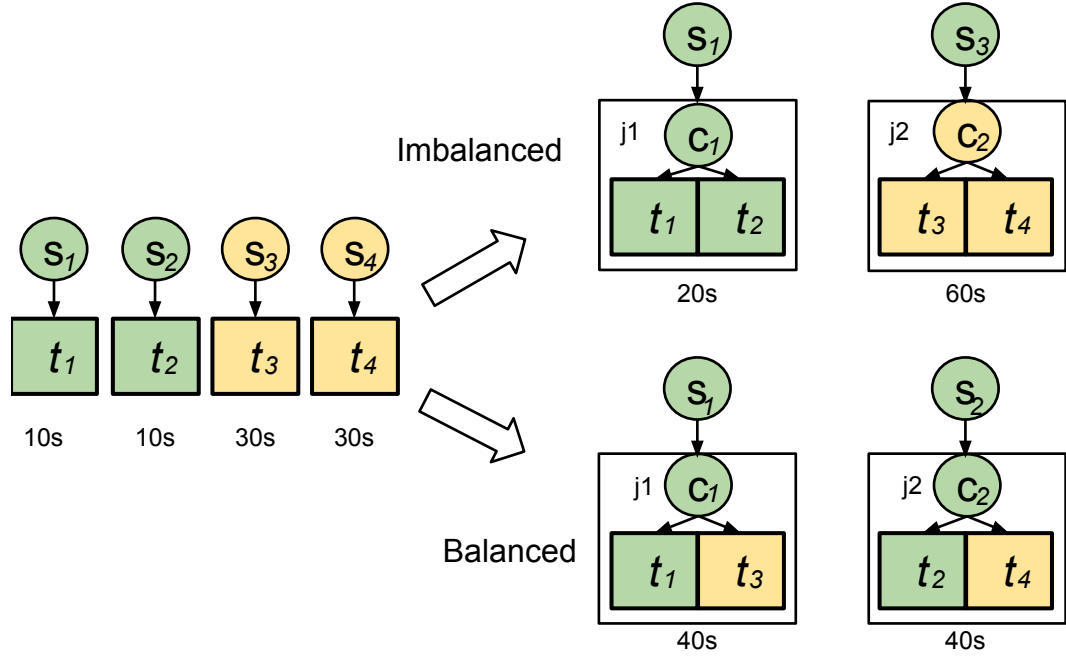 s1 s2 s3 s4
t1 t2 t3 t4
10s 10s 30s 30s
Imbalanced
s1 s3
j1 c1 j2 c2
t1 t2 t3 t4
20s 60s
Balanced
s1 s2
j1 c1 j2 c2
t1 t3 t2 t4
40s 40s